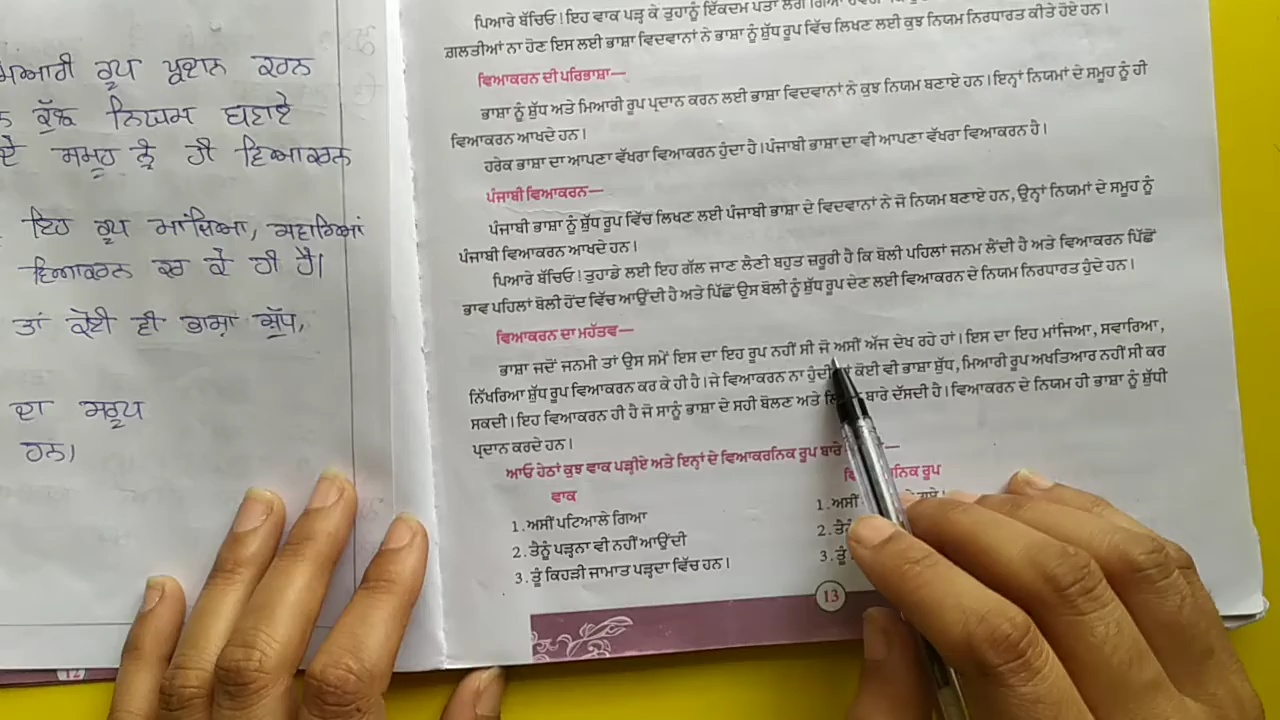 ਮਿਆਰੀ ਰੂਪ ਪ੍ਰਦਾਨ ਕਰਨ
ਕੁੱਝ ਨਿਯਮ ਬਣਾਏ
ਦੇ ਸਮੂਹ ਨੂੰ ਹੀ ਵਿਆਕਰਨ
ਇਹ ਰੂਪ ਮਾਂਜਿਆ, ਸਵਾਰਿਆਂ
ਵਿਆਕਰਨ ਕਰ ਕੇ ਹੀ ਹੈ।
ਤਾਂ ਕੋਈ ਵੀ ਭਾਸ਼ਾ ਸ਼ੁੱਧ,
ਦਾ ਸਰੂਪ
ਹਨ।
12
ਪਿਆਰੇ ਬੱਚਿਓ ! ਇਹ ਵਾਕ ਪੜ੍ਹ ਕੇ ਤੁਹਾਨੂੰ ਇੱਕਦਮ ਪਤਾ ਲੱਗ ਗਿਆ
ਗ਼ਲਤੀਆਂ ਨਾ ਹੋਣ ਇਸ ਲਈ ਭਾਸ਼ਾ ਵਿਦਵਾਨਾਂ ਨੇ ਭਾਸ਼ਾ ਨੂੰ ਸ਼ੁੱਧ ਰੂਪ ਵਿੱਚ ਲਿਖਣ ਲਈ ਕੁਝ ਨਿਯਮ ਨਿਰਧਾਰਤ ਕੀਤੇ ਹੋਏ ਹਨ।
ਵਿਆਕਰਨ ਦੀ ਪਰਿਭਾਸ਼ਾ—
ਭਾਸ਼ਾ ਨੂੰ ਸ਼ੁੱਧ ਅਤੇ ਮਿਆਰੀ ਰੂਪ ਪ੍ਰਦਾਨ ਕਰਨ ਲਈ ਭਾਸ਼ਾ ਵਿਦਵਾਨਾਂ ਨੇ ਕੁਝ ਨਿਯਮ ਬਣਾਏ ਹਨ। ਇਨ੍ਹਾਂ ਨਿਯਮਾਂ ਦੇ ਸਮੂਹ ਨੂੰ ਹੀ
ਵਿਆਕਰਨ ਆਖਦੇ ਹਨ।
ਹਰੇਕ ਭਾਸ਼ਾ ਦਾ ਆਪਣਾ ਵੱਖਰਾ ਵਿਆਕਰਨ ਹੁੰਦਾ ਹੈ। ਪੰਜਾਬੀ ਭਾਸ਼ਾ ਦਾ ਵੀ ਆਪਣਾ ਵੱਖਰਾ ਵਿਆਕਰਨ ਹੈ।
ਪੰਜਾਬੀ ਵਿਆਕਰਨ—
ਪੰਜਾਬੀ ਭਾਸ਼ਾ ਨੂੰ ਸ਼ੁੱਧ ਰੂਪ ਵਿੱਚ ਲਿਖਣ ਲਈ ਪੰਜਾਬੀ ਭਾਸ਼ਾ ਦੇ ਵਿਦਵਾਨਾਂ ਨੇ ਜੋ ਨਿਯਮ ਬਣਾਏ ਹਨ, ਉਨ੍ਹਾਂ ਨਿਯਮਾਂ ਦੇ ਸਮੂਹ ਨੂੰ
ਪੰਜਾਬੀ ਵਿਆਕਰਨ ਆਖਦੇ ਹਨ।
ਪਿਆਰੇ ਬੱਚਿਓ ! ਤੁਹਾਡੇ ਲਈ ਇਹ ਗੱਲ ਜਾਣ ਲੈਣੀ ਬਹੁਤ ਜ਼ਰੂਰੀ ਹੈ ਕਿ ਬੋਲੀ ਪਹਿਲਾਂ ਜਨਮ ਲੈਂਦੀ ਹੈ ਅਤੇ ਵਿਆਕਰਨ ਪਿੱਛੋਂ
ਭਾਵ ਪਹਿਲਾਂ ਬੋਲੀ ਹੋਂਦ ਵਿੱਚ ਆਉਂਦੀ ਹੈ ਅਤੇ ਪਿੱਛੋਂ ਉਸ ਬੋਲੀ ਨੂੰ ਸ਼ੁੱਧ ਰੂਪ ਦੇਣ ਲਈ ਵਿਆਕਰਨ ਦੇ ਨਿਯਮ ਨਿਰਧਾਰਤ ਹੁੰਦੇ ਹਨ।
ਵਿਆਕਰਨ ਦਾ ਮਹੱਤਵ—
ਭਾਸ਼ਾ ਜਦੋਂ ਜਨਮੀ ਤਾਂ ਉਸ ਸਮੇਂ ਇਸ ਦਾ ਇਹ ਰੂਪ ਨਹੀਂ ਸੀ ਜੋ ਅਸੀਂ ਅੱਜ ਦੇਖ ਰਹੇ ਹਾਂ। ਇਸ ਦਾ ਇਹ ਮਾਂਜਿਆ, ਸਵਾਰਿਆ,
ਨਿੱਖਰਿਆ ਸ਼ੁੱਧ ਰੂਪ ਵਿਆਕਰਨ ਕਰ ਕੇ ਹੀ ਹੈ। ਜੇ ਵਿਆਕਰਨ ਨਾ ਹੁੰਦੀ ਤਾਂ ਕੋਈ ਵੀ ਭਾਸ਼ਾ ਸ਼ੁੱਧ, ਮਿਆਰੀ ਰੂਪ ਅਖਤਿਆਰ ਨਹੀਂ ਸੀ ਕਰ
ਸਕਦੀ। ਇਹ ਵਿਆਕਰਨ ਹੀ ਹੈ ਜੋ ਸਾਨੂੰ ਭਾਸ਼ਾ ਦੇ ਸਹੀ ਬੋਲਣ ਅਤੇ ਬਾਰੇ ਦੱਸਦੀ ਹੈ। ਵਿਆਕਰਨ ਦੇ ਨਿਯਮ ਹੀ ਭਾਸ਼ਾ ਨੂੰ ਸ਼ੁੱਧੀ
ਪ੍ਰਦਾਨ ਕਰਦੇ ਹਨ।
ਆਓ ਹੇਠਾਂ ਕੁਝ ਵਾਕ ਪੜ੍ਹੀਏ ਅਤੇ ਇਨ੍ਹਾਂ ਦੇ ਵਿਆਕਰਨਿਕ ਰੂਪ ਬਾਰੇ —
ਵਾਕ ਰੂਪ
1. ਅਸੀਂ ਪਟਿਆਲੇ ਗਿਆ 1. ਅਸੀਂ
2. ਤੈਨੂੰ ਪੜ੍ਹਨਾ ਵੀ ਨਹੀਂ ਆਉਂਦੀ 2. ਤੈਨੂੰ
3. ਤੂੰ ਕਿਹੜੀ ਜਾਮਾਤ ਪੜ੍ਹਦਾ ਵਿੱਚ ਹਨ। 3. ਤੂੰ
13